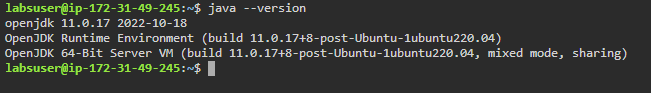 labsuser@ip-172-31-49-245:~$ java --version
openjdk 11.0.17 2022-10-18
OpenJDK Runtime Environment (build 11.0.17+8-post-Ubuntu-1ubuntu220.04)
OpenJDK 64-Bit Server VM (build 11.0.17+8-post-Ubuntu-1ubuntu220.04, mixed mode, sharing)
labsuser@ip-172-31-49-245:~$